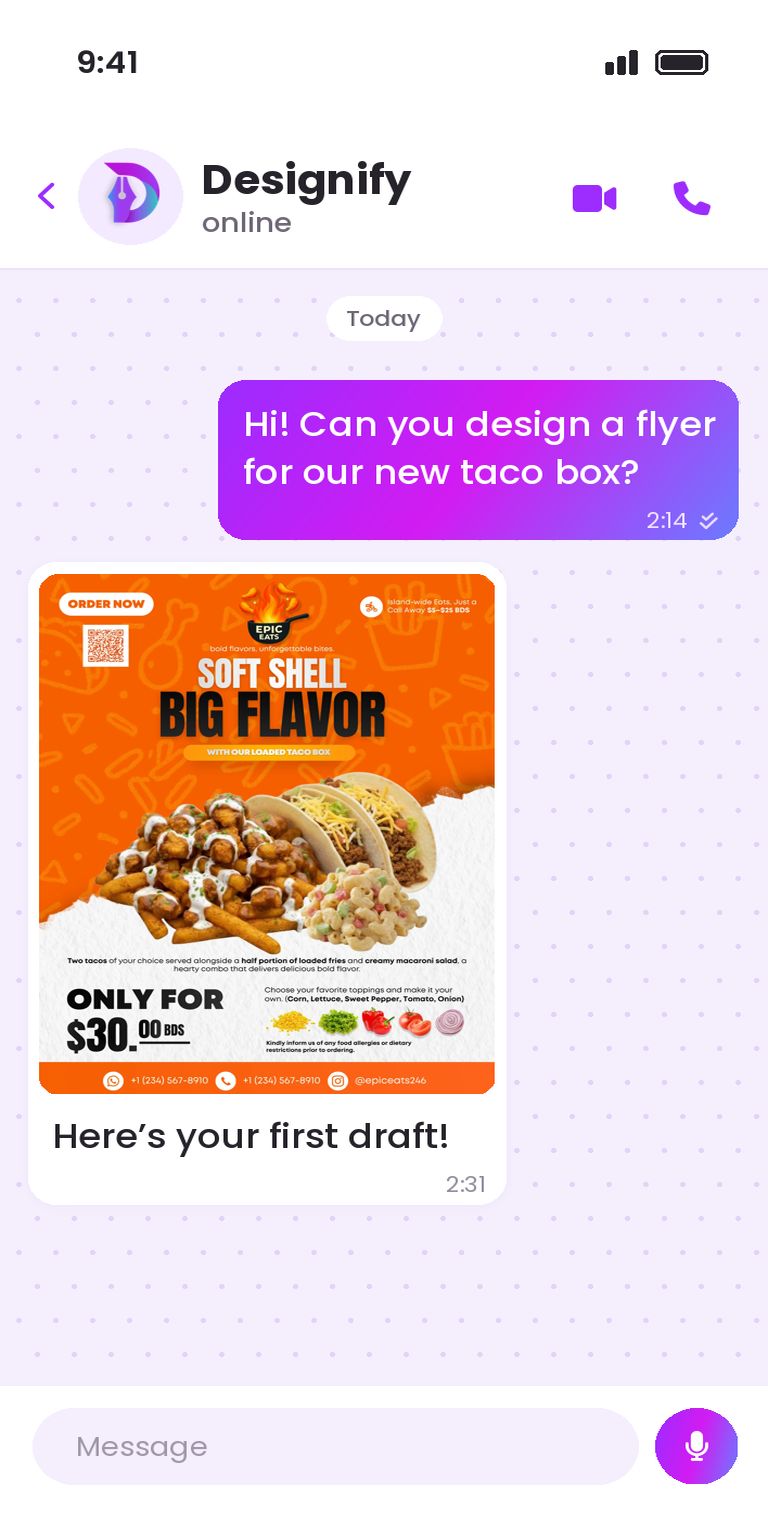 9:41
Designify
online
Today
Hi! Can you design a flyer
for our new taco box?
2:14
ORDER NOW
EPIC
EATS
bold flavors. unforgettable bites.
Island-wide Eats, Just a
Call Away $5-$25 BDS
SOFT SHELL
BIG FLAVOR
WITH OUR LOADED TACO BOX
Two tacos of your choice served alongside a half portion of loaded fries and creamy macaroni salad, a
hearty combo that delivers delicious bold flavor.
ONLY FOR
$30.00 BDS
Choose your favorite toppings and make it your
own. (Corn, Lettuce, Sweet Pepper, Tomato, Onion)
Kindly inform us of any food allergies or dietary
restrictions prior to ordering.
+1 (234) 567-8910 +1 (234) 567-8910 @epiceats246
Here’s your first draft!
2:31
Message